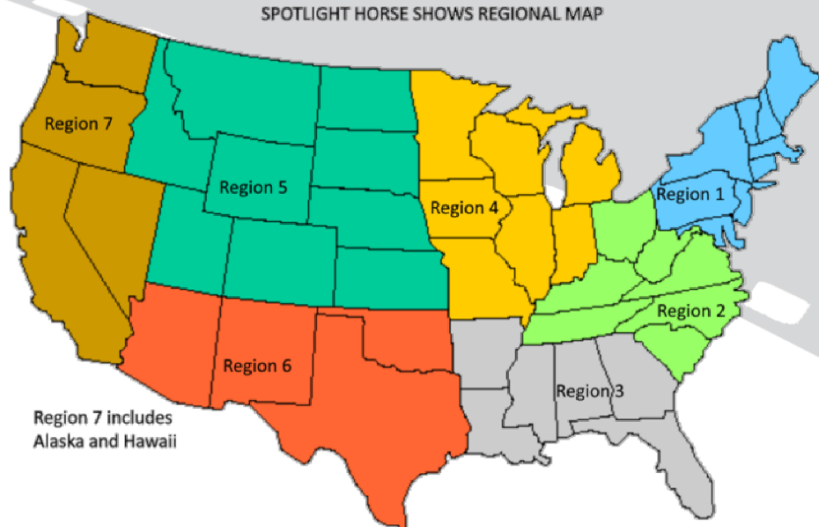 SPOTLIGHT HORSE SHOWS REGIONAL MAP
Region 7
Region 5
Region 4
Region 1
Region 2
Region 6
Region 3
Region 7 includes
Alaska and Hawaii